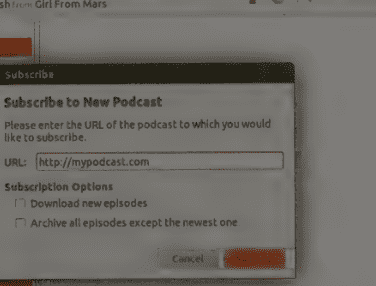 from Girl From Mars
Subscribe
Subscribe to New Podcast
Please enter the URL of the podcast to which you would
like to subscribe.
URL: http://mypodcast.com
Subscription Options
Download new episodes
Archive all episodes except the newest one
Cancel